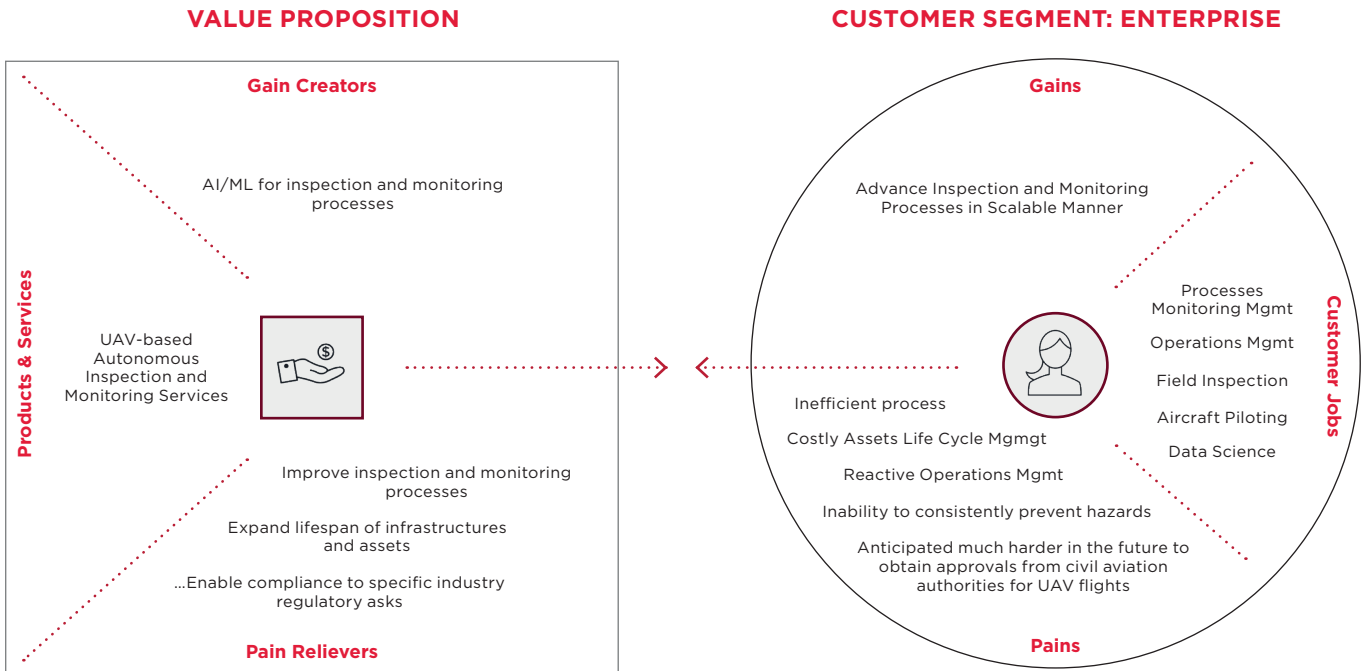 VALUE PROPOSITION
Gain Creators
AI/ML for inspection and monitoring
processes
Products & Services
UAV-based
Autonomous
Inspection and
Monitoring Services
$
Improve inspection and monitoring
processes
Expand lifespan of infrastructures
and assets
...Enable compliance to specific industry
regulatory asks
Pain Relievers
CUSTOMER SEGMENT: ENTERPRISE
Gains
Advance Inspection and Monitoring
Processes in Scalable Manner
Processes
Monitoring Mgmt
Operations Mgmt
Field Inspection
Aircraft Piloting
Data Science
Customer Jobs
Inefficient process
Costly Assets Life Cycle Mgmgt
Reactive Operations Mgmt
Inability to consistently prevent hazards
Anticipated much harder in the future to
obtain approvals from civil aviation
authorities for UAV flights
Pains